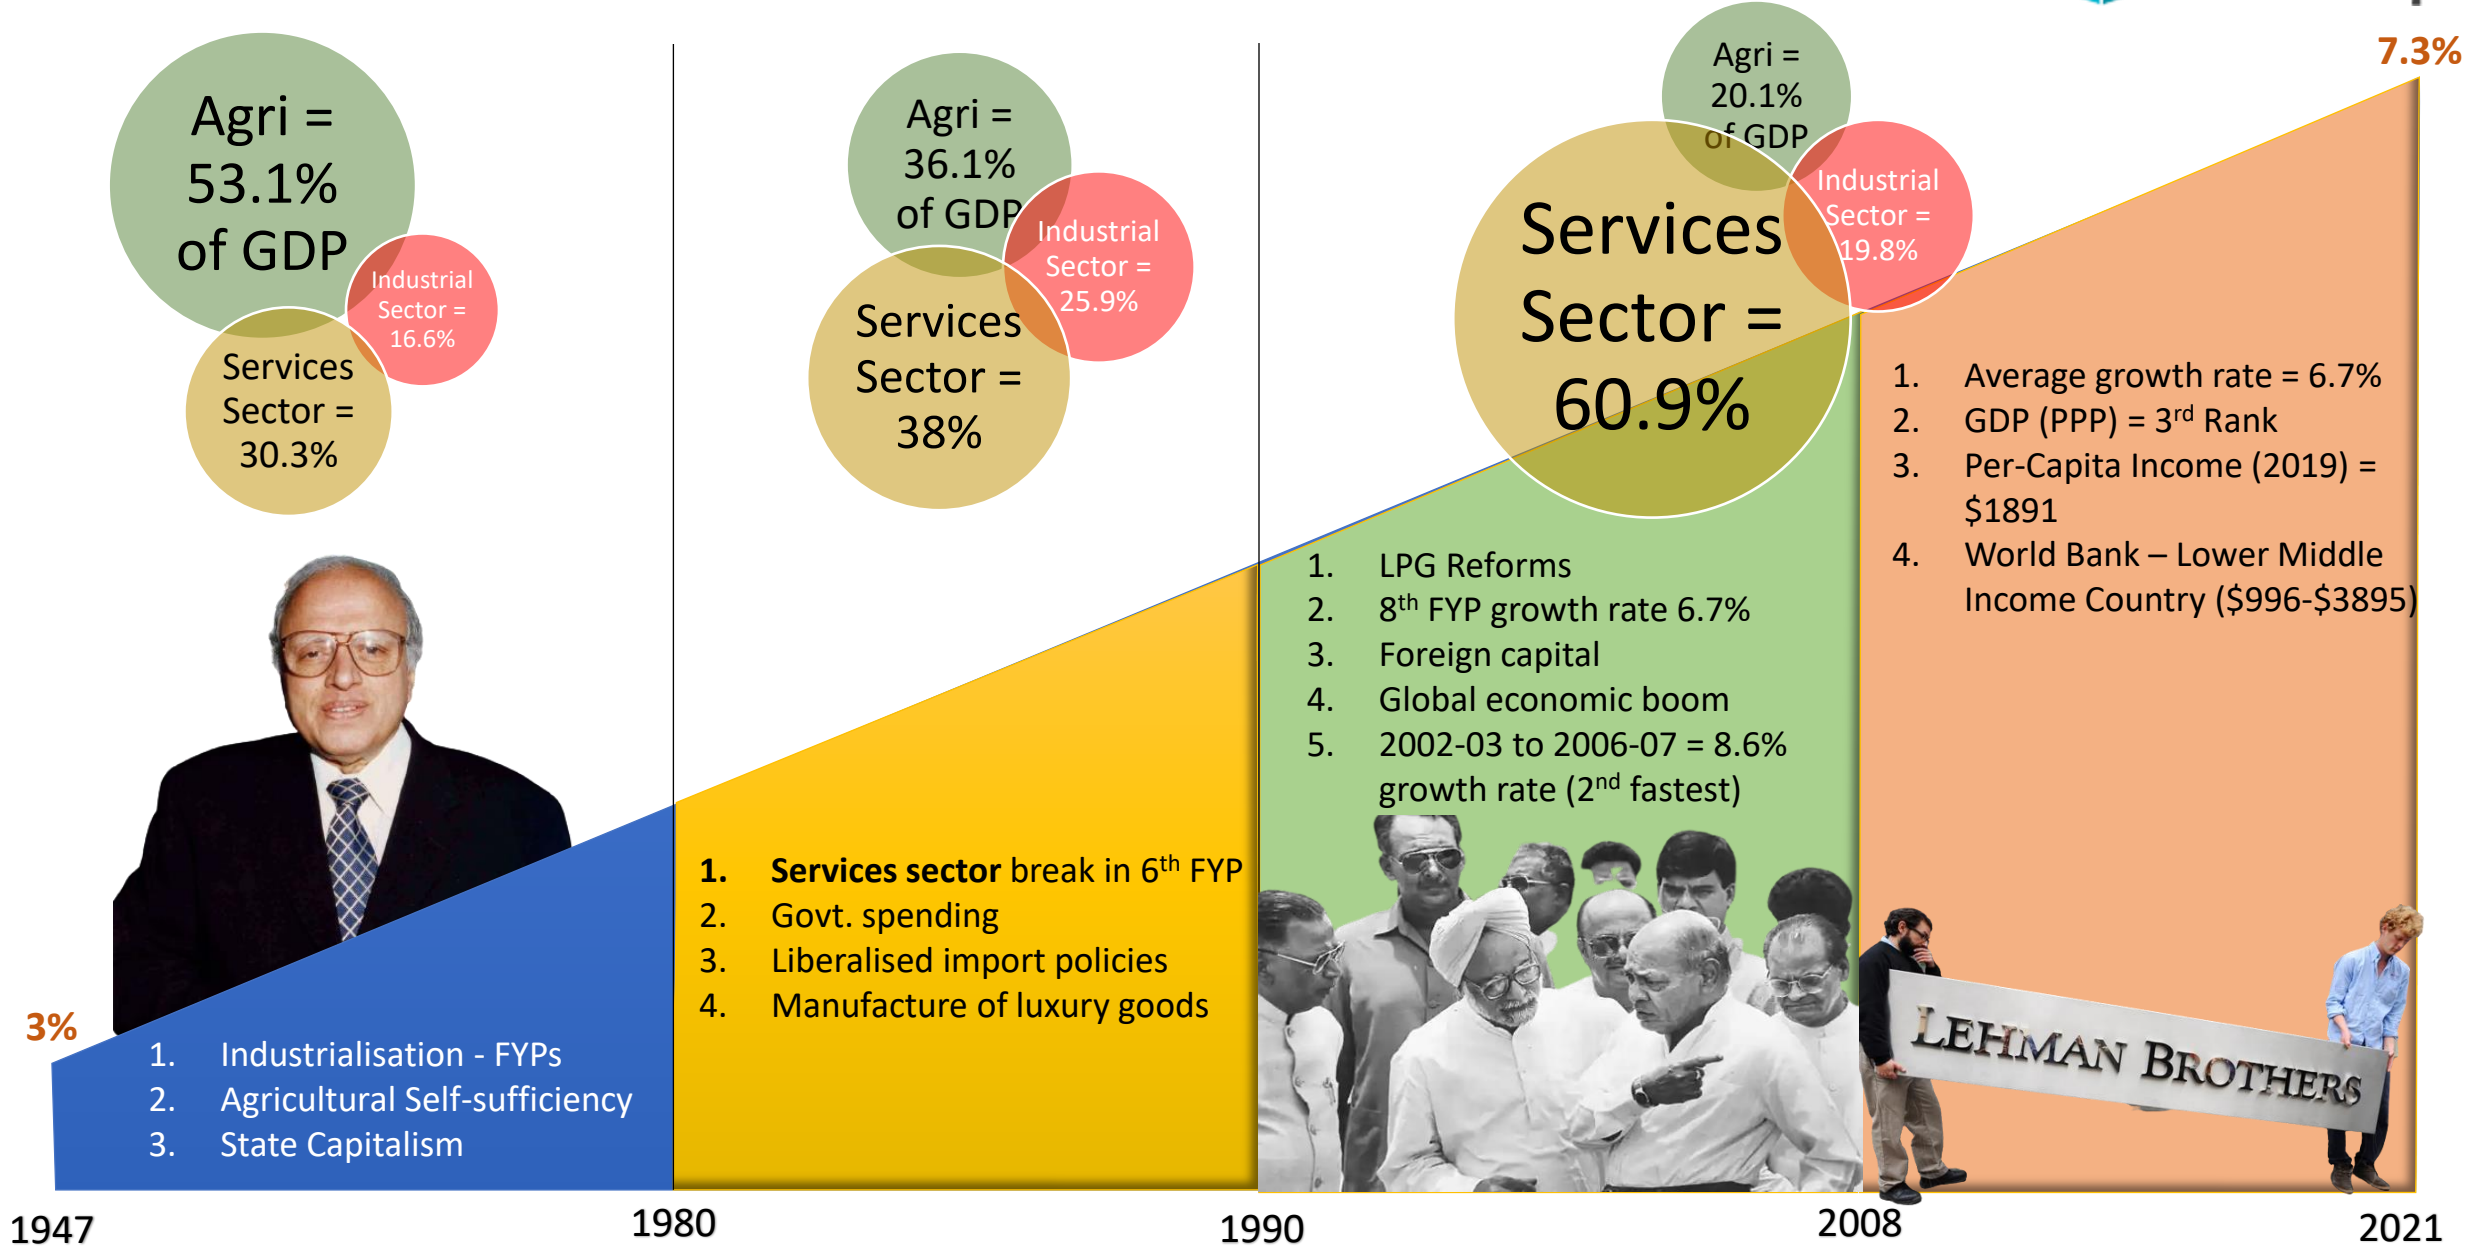 7.3%
Agri =
53.1%
of GDP
Industrial
Sector =
16.6%
Services
Sector =
30.3%
Agri =
36.1%
of GDP
Industrial
Sector =
25.9%
Services
Sector =
38%
Agri =
20.1%
of GDP
Industrial
Sector =
19.8%
Services
Sector =
60.9%
3%
1. Industrialisation - FYPs
2. Agricultural Self-sufficiency
3. State Capitalism
1. Services sector break in 6th FYP
2. Govt. spending
3. Liberalised import policies
4. Manufacture of luxury goods
1. LPG Reforms
2. 8th FYP growth rate 6.7%
3. Foreign capital
4. Global economic boom
5. 2002-03 to 2006-07 = 8.6%
growth rate (2nd fastest)
1. Average growth rate = 6.7%
2. GDP (PPP) = 3rd Rank
3. Per-Capita Income (2019) =
$1891
4. World Bank – Lower Middle
Income Country ($996-$3895)
LEHMAN BROTHERS
1947
1980
1990
2008
2021